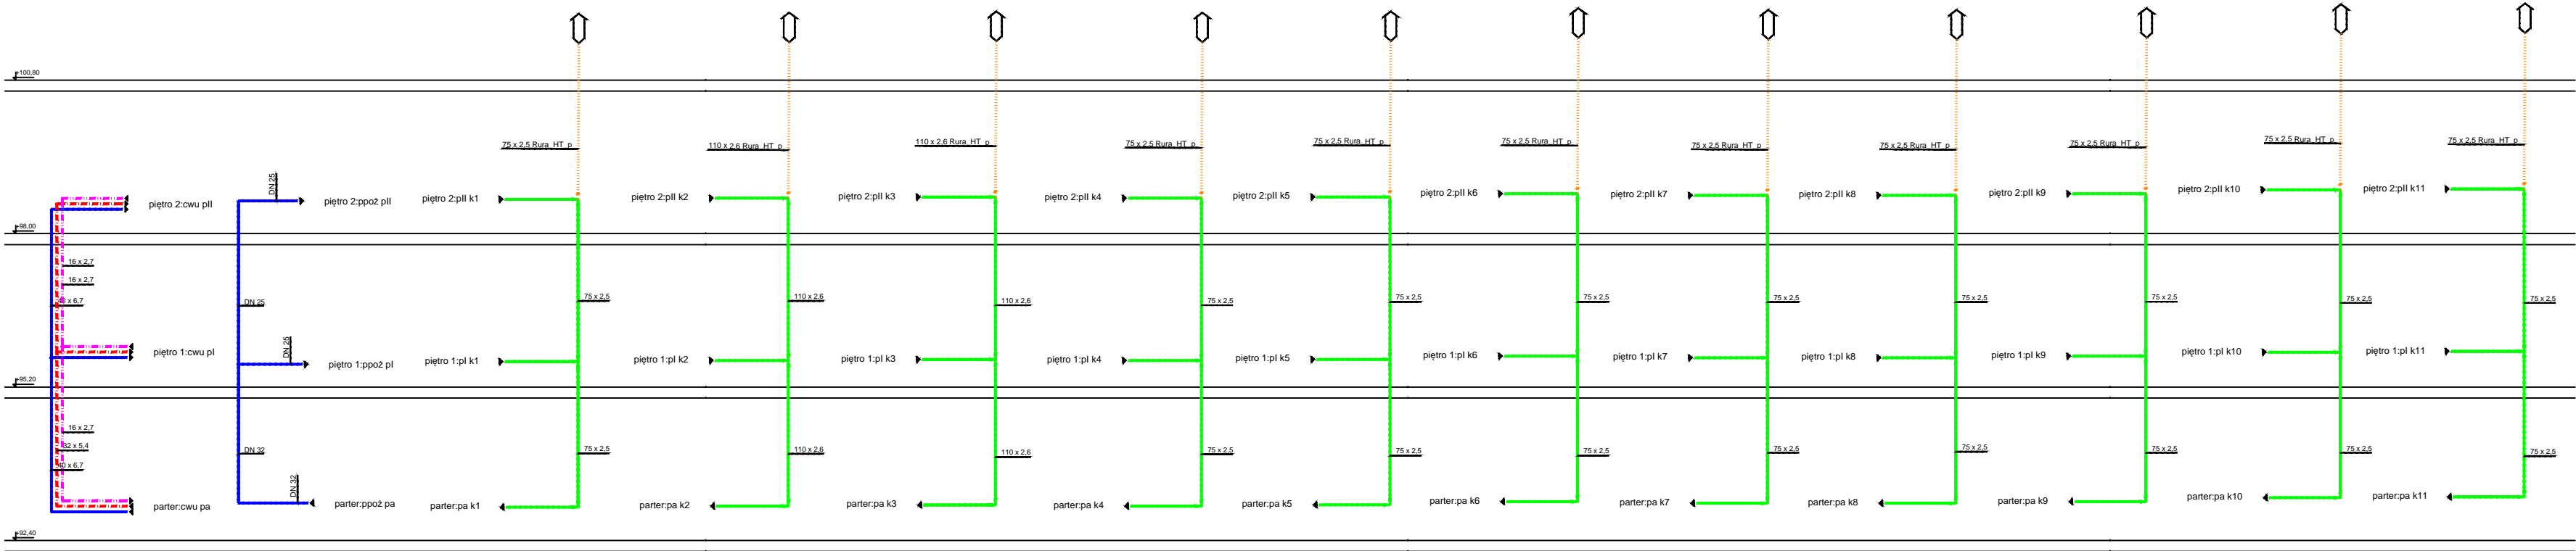 +100,80
75 x 2,5 Rura_HT_p
110 x 2,6 Rura_HT_p
110 x 2,6 Rura_HT_p
75 x 2,5 Rura_HT_p
75 x 2,5 Rura_HT_p
75 x 2,5 Rura_HT_p
75 x 2,5 Rura_HT_p
75 x 2,5 Rura_HT_p
75 x 2,5 Rura_HT_p
75 x 2,5 Rura_HT_p
75 x 2,5 Rura_HT_p
DN 25
piętro 2:cwu pII
piętro 2:ppoż pII
piętro 2:pII k1
piętro 2:pII k2
piętro 2:pII k3
piętro 2:pII k4
piętro 2:pII k5
piętro 2:pII k6
piętro 2:pII k7
piętro 2:pII k8
piętro 2:pII k9
piętro 2:pII k10
piętro 2:pII k11
+98,00
16 x 2,7
16 x 2,7
x 6,7
DN 25
75 x 2,5
110 x 2,6
110 x 2,6
75 x 2,5
75 x 2,5
75 x 2,5
75 x 2,5
75 x 2,5
75 x 2,5
75 x 2,5
75 x 2,5
DN 25
piętro 1:cwu pI
piętro 1:ppoż pI
piętro 1:pI k1
piętro 1:pI k2
piętro 1:pI k3
piętro 1:pI k4
piętro 1:pI k5
piętro 1:pI k6
piętro 1:pI k7
piętro 1:pI k8
piętro 1:pI k9
piętro 1:pI k10
piętro 1:pI k11
+95,20
16 x 2,7
32 x 5,4
40 x 6,7
DN 32
75 x 2,5
110 x 2,6
110 x 2,6
75 x 2,5
75 x 2,5
75 x 2,5
75 x 2,5
75 x 2,5
75 x 2,5
75 x 2,5
75 x 2,5
DN 32
parter:cwu pa
parter:ppoż pa
parter:pa k1
parter:pa k2
parter:pa k3
parter:pa k4
parter:pa k5
parter:pa k6
parter:pa k7
parter:pa k8
parter:pa k9
parter:pa k10
parter:pa k11
+92,40